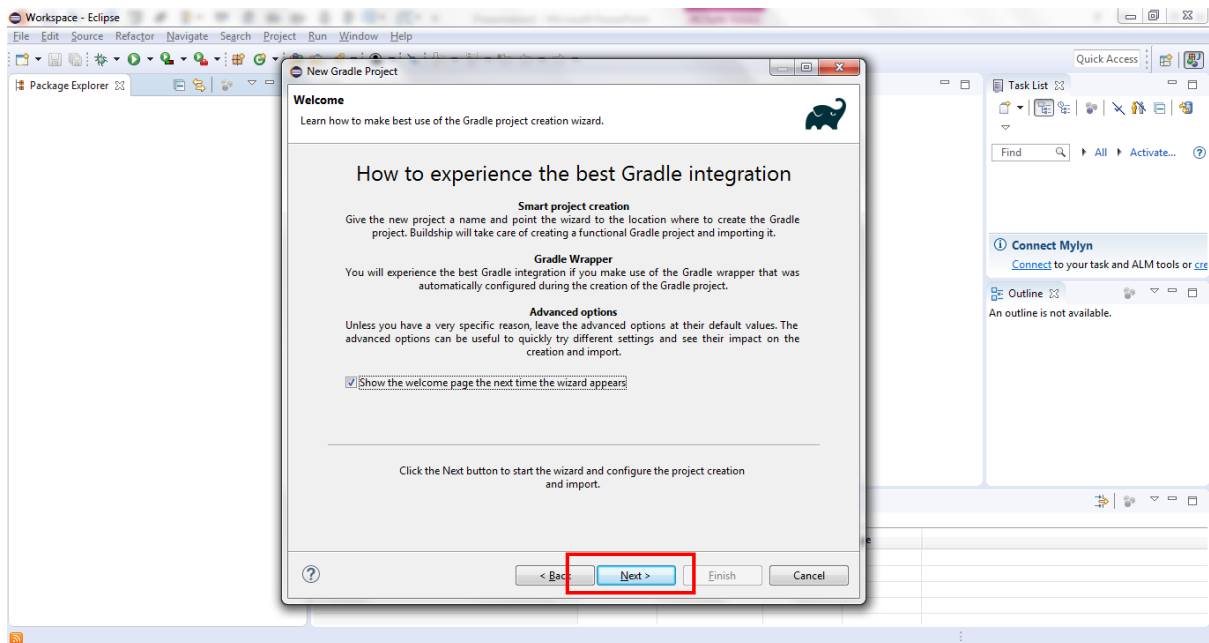 Workspace - Eclipse
File Edit Source Refactor Navigate Search Project Run Window Help
Quick Access
Package Explorer
New Gradle Project
Task List
Welcome
Learn how to make best use of the Gradle project creation wizard.
Find All Activate...
How to experience the best Gradle integration
Smart project creation
Give the new project a name and point the wizard to the location where to create the Gradle
project. Buildship will take care of creating a functional Gradle project and importing it.
Gradle Wrapper
You will experience the best Gradle integration if you make use of the Gradle wrapper that was
automatically configured during the creation of the Gradle project.
Advanced options
Unless you have a very specific reason, leave the advanced options at their default values. The
advanced options can be useful to quickly try different settings and see their impact on the
creation and import.
Show the welcome page the next time the wizard appears
Click the Next button to start the wizard and configure the project creation
and import.
< Back Next > Finish Cancel
Connect Mylyn
Connect to your task and ALM tools or cre
Outline
An outline is not available.